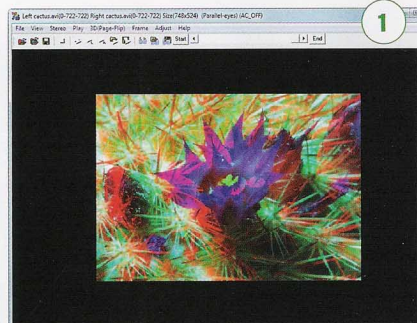 Left cactus.avi(0-722-722) Right cactus.avi(0-722-722) Size(748x524) (Parallel-eyes) (AC_OFF)
1
File View Stereo Play 3D(Page-Flip) Frame Adjust Help
Start End